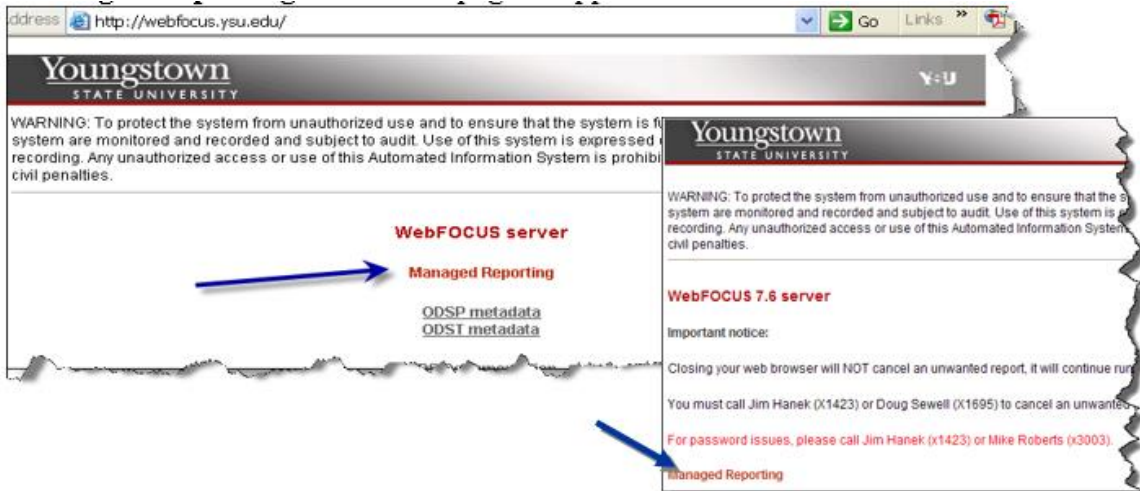 ddress http://webfocus.ysu.edu/ Go Links »
Youngstown
STATE UNIVERSITY
Y
U
WARNING: To protect the system from unauthorized use and to ensure that the system is
system are monitored and recorded and subject to audit. Use of this system is expressed
recording. Any unauthorized access or use of this Automated Information System is
civil penalties.
WebFOCUS server
Managed Reporting
ODSP metadata
ODST metadata
Youngstown
STATE UNIVERSITY
WARNING: To protect the system from unauthorized use and to ensure that the s
system are monitored and recorded and subject to audit. Use of this system is
recording. Any unauthorized access or use of this Automated Information System
civil penalties.
WebFOCUS 7.6 server
Important notice:
Closing your web browser will NOT cancel an unwanted report, it will continue run
You must call Jim Hanek (X1423) or Doug Sewell (X1695) to cancel an unwanted
For password issues, please call Jim Hanek (x1423) or Mike Roberts (x3003).
Managed Reporting